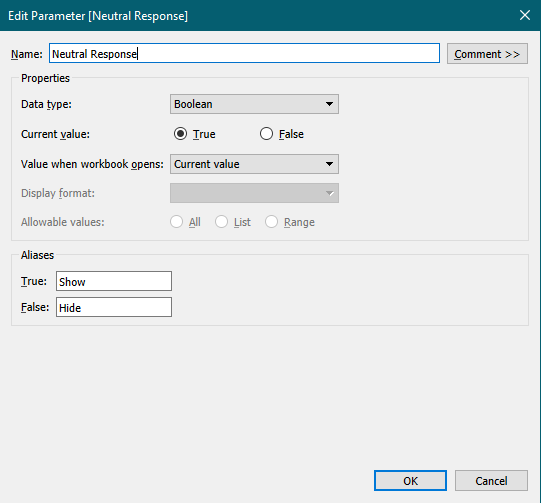 Edit Parameter [Neutral Response]
Name: Neutral Response Comment >>
Properties
Data type: Boolean
Current value: True False
Value when workbook opens: Current value
Display format:
Allowable values: All List Range
Aliases
True: Show
False: Hide
OK Cancel